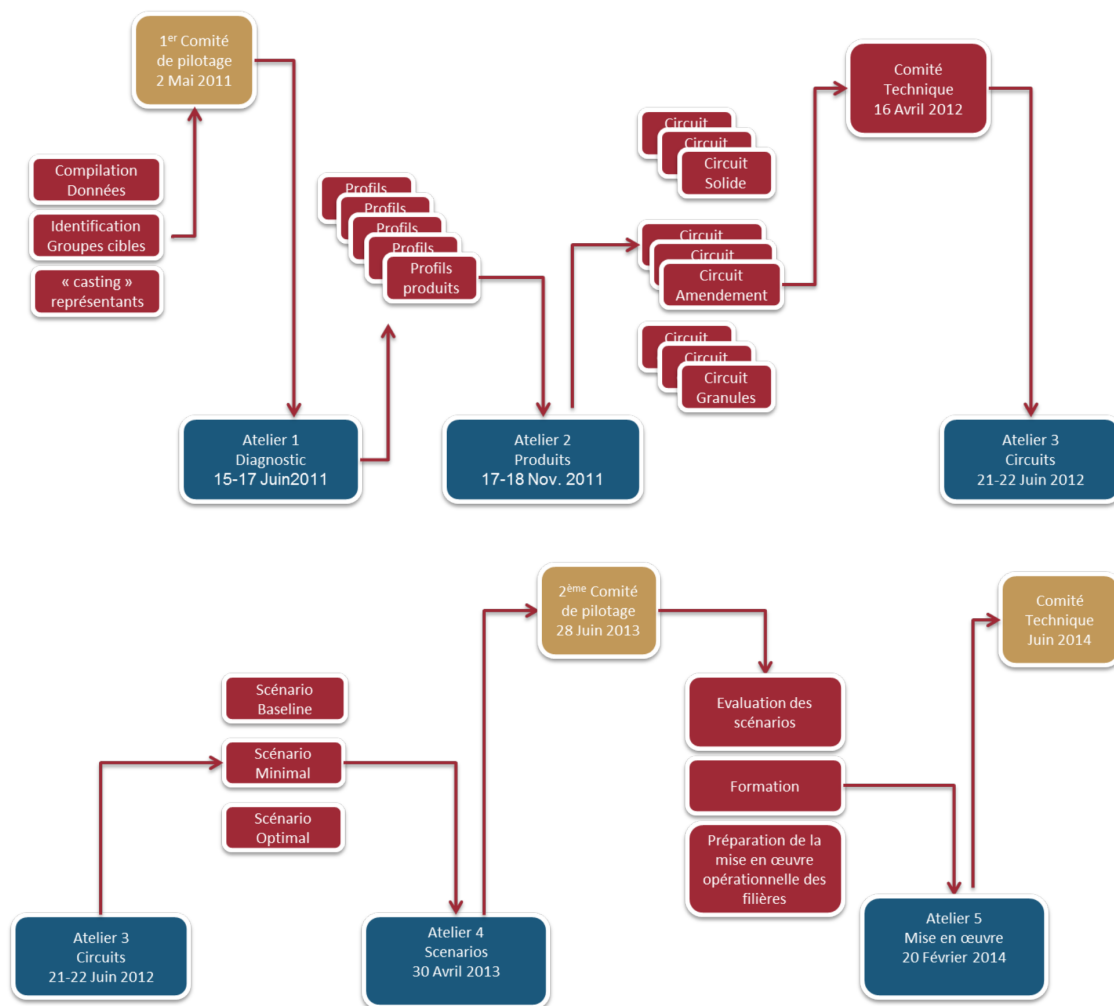 1er Comité
de pilotage
2 Mai 2011
Compilation
Données
Identification
Groupes cibles
« casting »
représentants
Profils
Profils
Profils
Profils
Profils
produits
Circuit
Circuit
Circuit
Solide
Circuit
Circuit
Circuit
Amendement
Circuit
Circuit
Circuit
Granules
Comité
Technique
16 Avril 2012
Atelier 1
Diagnostic
15-17 Juin2011
Atelier 2
Produits
17-18 Nov. 2011
Atelier 3
Circuits
21-22 Juin 2012
2ème Comité
de pilotage
28 Juin 2013
Comité
Technique
Juin 2014
Scénario
Baseline
Scénario
Minimal
Scénario
Optimal
Evaluation des
scénarios
Formation
Préparation de la
mise en œuvre
opérationnelle des
filières
Atelier 3
Circuits
21-22 Juin 2012
Atelier 4
Scenarios
30 Avril 2013
Atelier 5
Mise en œuvre
20 Février 2014